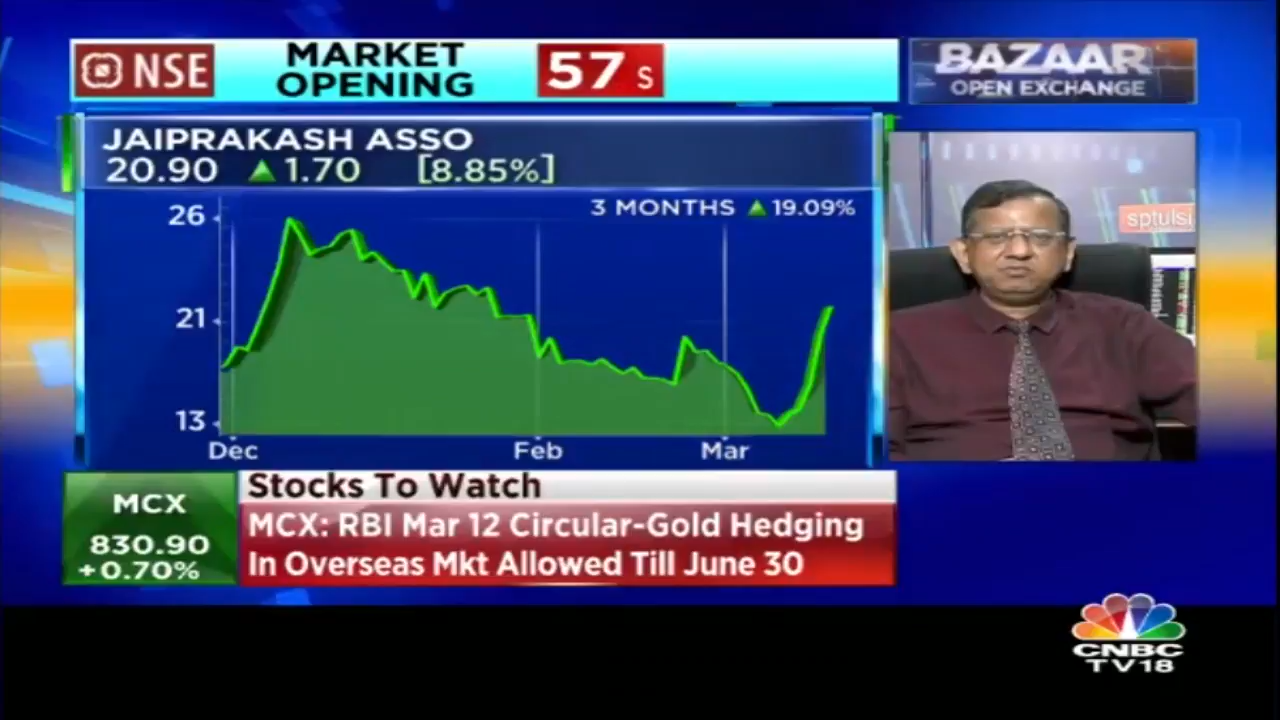 NSE
MARKET
OPENING
57 S
BAZAAR
OPEN EXCHANGE
JAIPRAKASH ASSO
20.90 ▲1.70 [8.85%]
3 MONTHS ▲19.09%
26
21
13
Dec Feb Mar
sptulsi
MCX
830.90
+0.70%
Stocks To Watch
MCX: RBI Mar 12 Circular-Gold Hedging
In Overseas Mkt Allowed Till June 30
CNBC
TV18